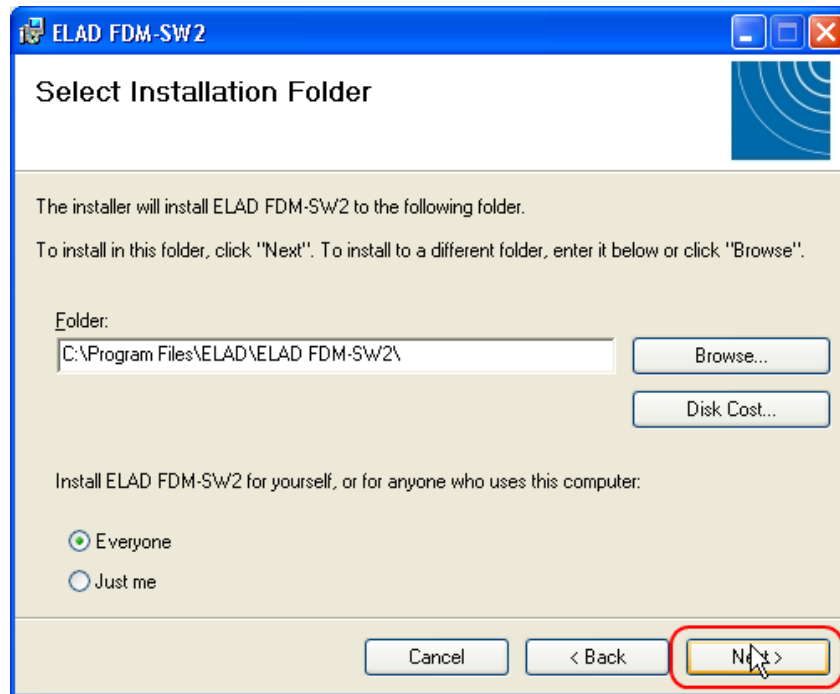 ELAD FDM-SW2
Select Installation Folder
The installer will install ELAD FDM-SW2 to the following folder.
To install in this folder, click "Next". To install to a different folder, enter it below or click "Browse".
Folder:
C:\Program Files\ELAD\ELAD FDM-SW2\
Browse...
Disk Cost...
Install ELAD FDM-SW2 for yourself, or for anyone who uses this computer:
Everyone
Just me
Cancel
< Back
Next >